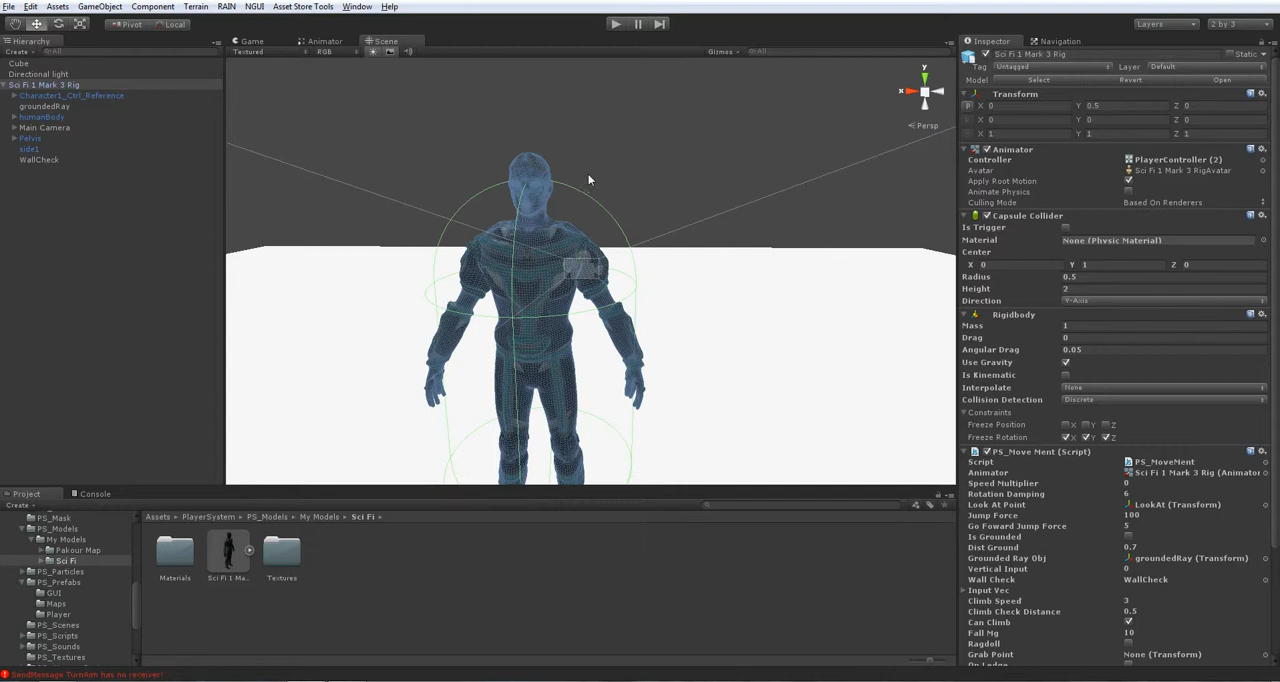 File Edit Assets GameObject Component Terrain RAIN NGUI Asset Store Tools Window Help
Pivot Local Layers 2 by 3
Hierarchy Game Animator Scene Inspector Navigation
Create All Textured RGB Gizmos All
Sci Fi 1 Mark 3 Rig Static
Tag Untagged Layer Default
Model Select Revert Open
Cube
Directional light
Sci Fi 1 Mark 3 Rig
Character1_Ctrl_Reference
groundedRay
humanBody
Main Camera
Pelvis
side1
WallCheck
y
x
Persp
Transform
P X 0 Y 0.5 Z 0
X 0 Y 0 Z 0
X 1 Y 1 Z 1
Animator
Controller PlayerController (2)
Avatar Sci Fi 1 Mark 3 RigAvatar
Apply Root Motion
Animate Physics
Culling Mode Based On Renderers
Capsule Collider
Is Trigger
Material None (Physic Material)
Center
X 0 Y 1 Z 0
Radius 0.5
Height 2
Direction Y-Axis
Rigidbody
Mass 1
Drag 0
Angular Drag 0.05
Use Gravity
Is Kinematic
Interpolate None
Collision Detection Discrete
Constraints
Freeze Position X Y Z
Freeze Rotation X Y Z
PS_Move Ment (Script)
Script PS_MoveMent
Animator Sci Fi 1 Mark 3 Rig (Animator
Speed Multiplier 0
Rotation Damping 6
Look At Point LookAt (Transform)
Jump Force 100
Go Foward Jump Force 5
Is Grounded
Dist Ground 0.7
Grounded Ray Obj groundedRay (Transform)
Vertical Input 0
Wall Check WallCheck
Input Vec
Climb Speed 3
Climb Check Distance 0.5
Can Climb
Fall Mg 10
Ragdoll
Grab Point None (Transform)
On Ledge
Project Console
Create
PS_Mask
PS_Models
My Models
Pakour Map
Sci Fi
PS_Particles
PS_Prefabs
GUI
Maps
Player
PS_Scenes
PS_Scripts
PS_Sounds
PS_Textures
Assets PlayerSystem PS_Models My Models Sci Fi
Materials Sci Fi 1 Ma... Textures
SendMessage TurnAim has no receiver!